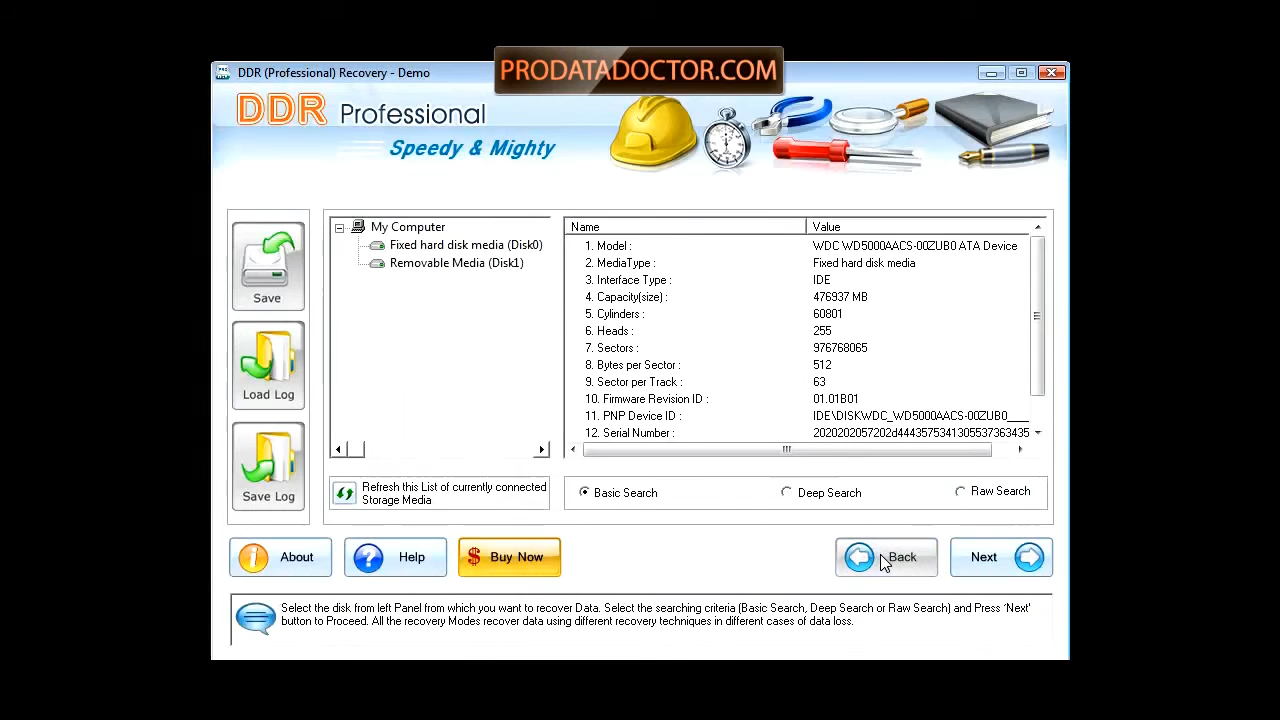 PRODATADOCTOR.COM
DDR (Professional) Recovery - Demo
DDR Professional
Speedy & Mighty
Save
Load Log
Save Log
My Computer
Fixed hard disk media (Disk0)
Removable Media (Disk1)
Refresh this List of currently connected
Storage Media
Name Value
1. Model : WDC WD5000AACS-00ZUB0 ATA Device
2. MediaType : Fixed hard disk media
3. Interface Type : IDE
4. Capacity(size) : 476937 MB
5. Cylinders : 60801
6. Heads : 255
7. Sectors : 976768065
8. Bytes per Sector : 512
9. Sector per Track : 63
10. Firmware Revision ID : 01.01B01
11. PNP Device ID : IDE\DISKWDC_WD5000AACS-00ZUB0____
12. Serial Number : 2020202057202d4443575341305537363435
Basic Search Deep Search Raw Search
About Help $ Buy Now Back Next
Select the disk from left Panel from which you want to recover Data. Select the searching criteria (Basic Search, Deep Search or Raw Search) and Press 'Next'
button to Proceed. All the recovery Modes recover data using different recovery techniques in different cases of data loss.